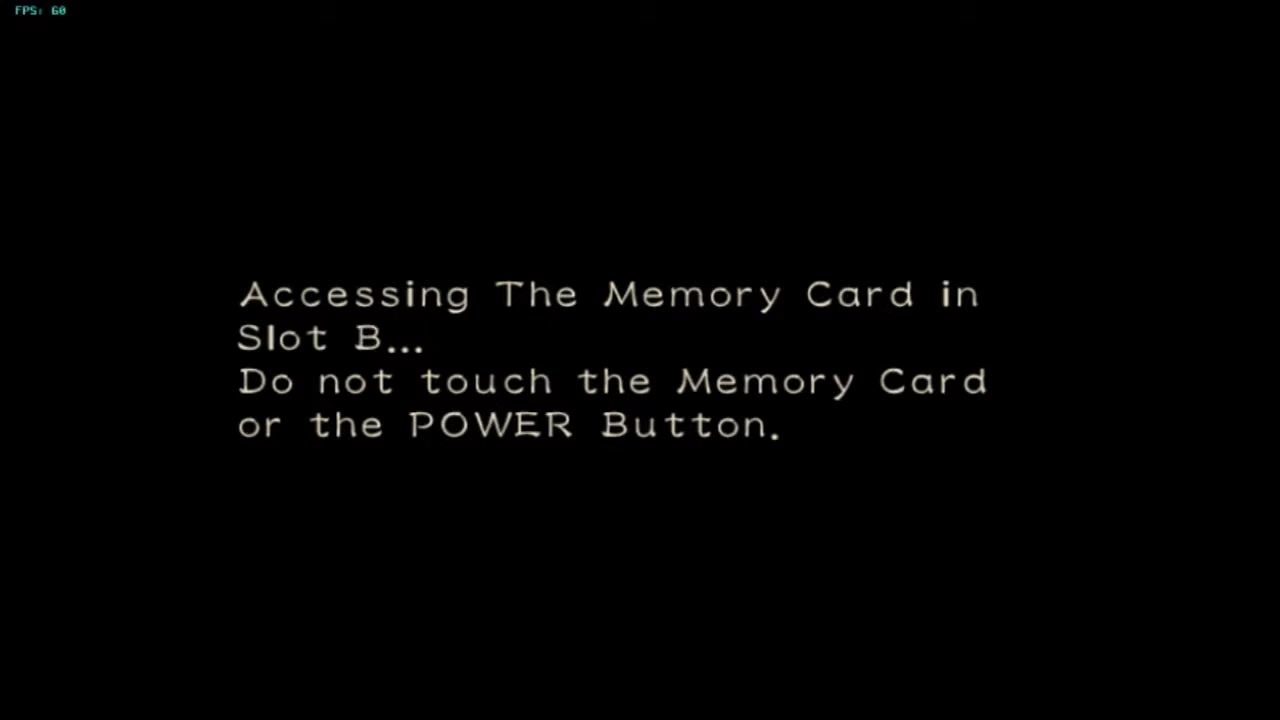 FPS: 60
Accessing The Memory Card in
Slot B...
Do not touch the Memory Card
or the POWER Button.